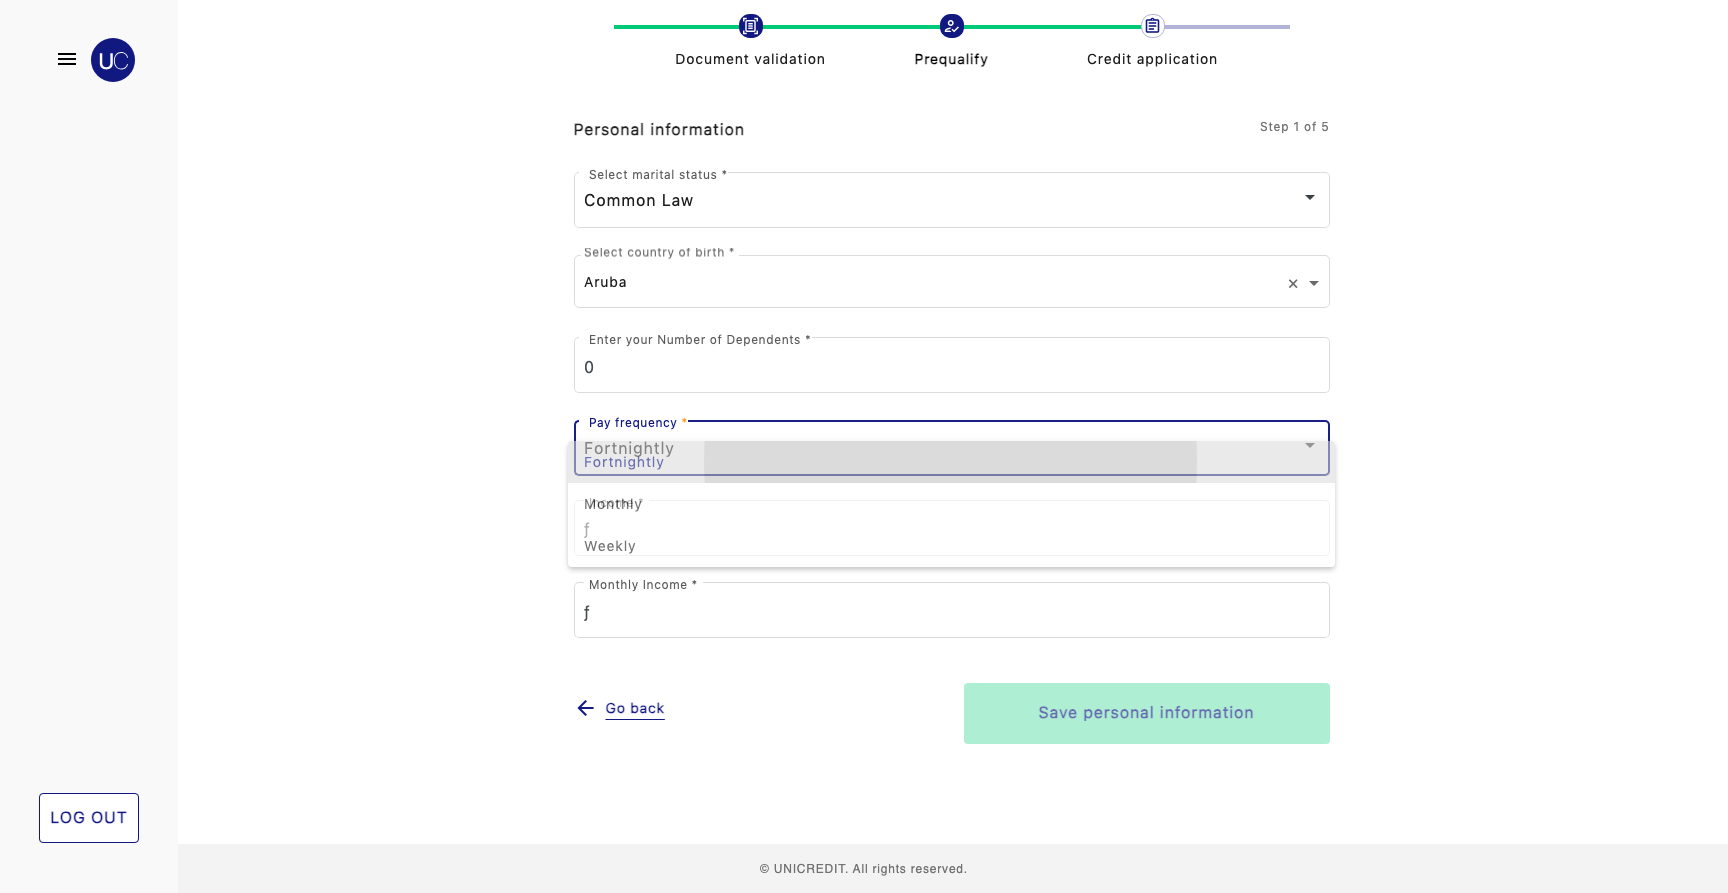 UC
Document validation
Prequalify
Credit application
Personal information
Step 1 of 5
Select marital status *
Common Law
Select country of birth *
Aruba
Enter your Number of Dependents *
0
Pay frequency *
Fortnightly
Fortnightly
Monthly
Income *
ƒ
Weekly
Monthly Income *
ƒ
Go back
Save personal information
LOG OUT
© UNICREDIT. All rights reserved.